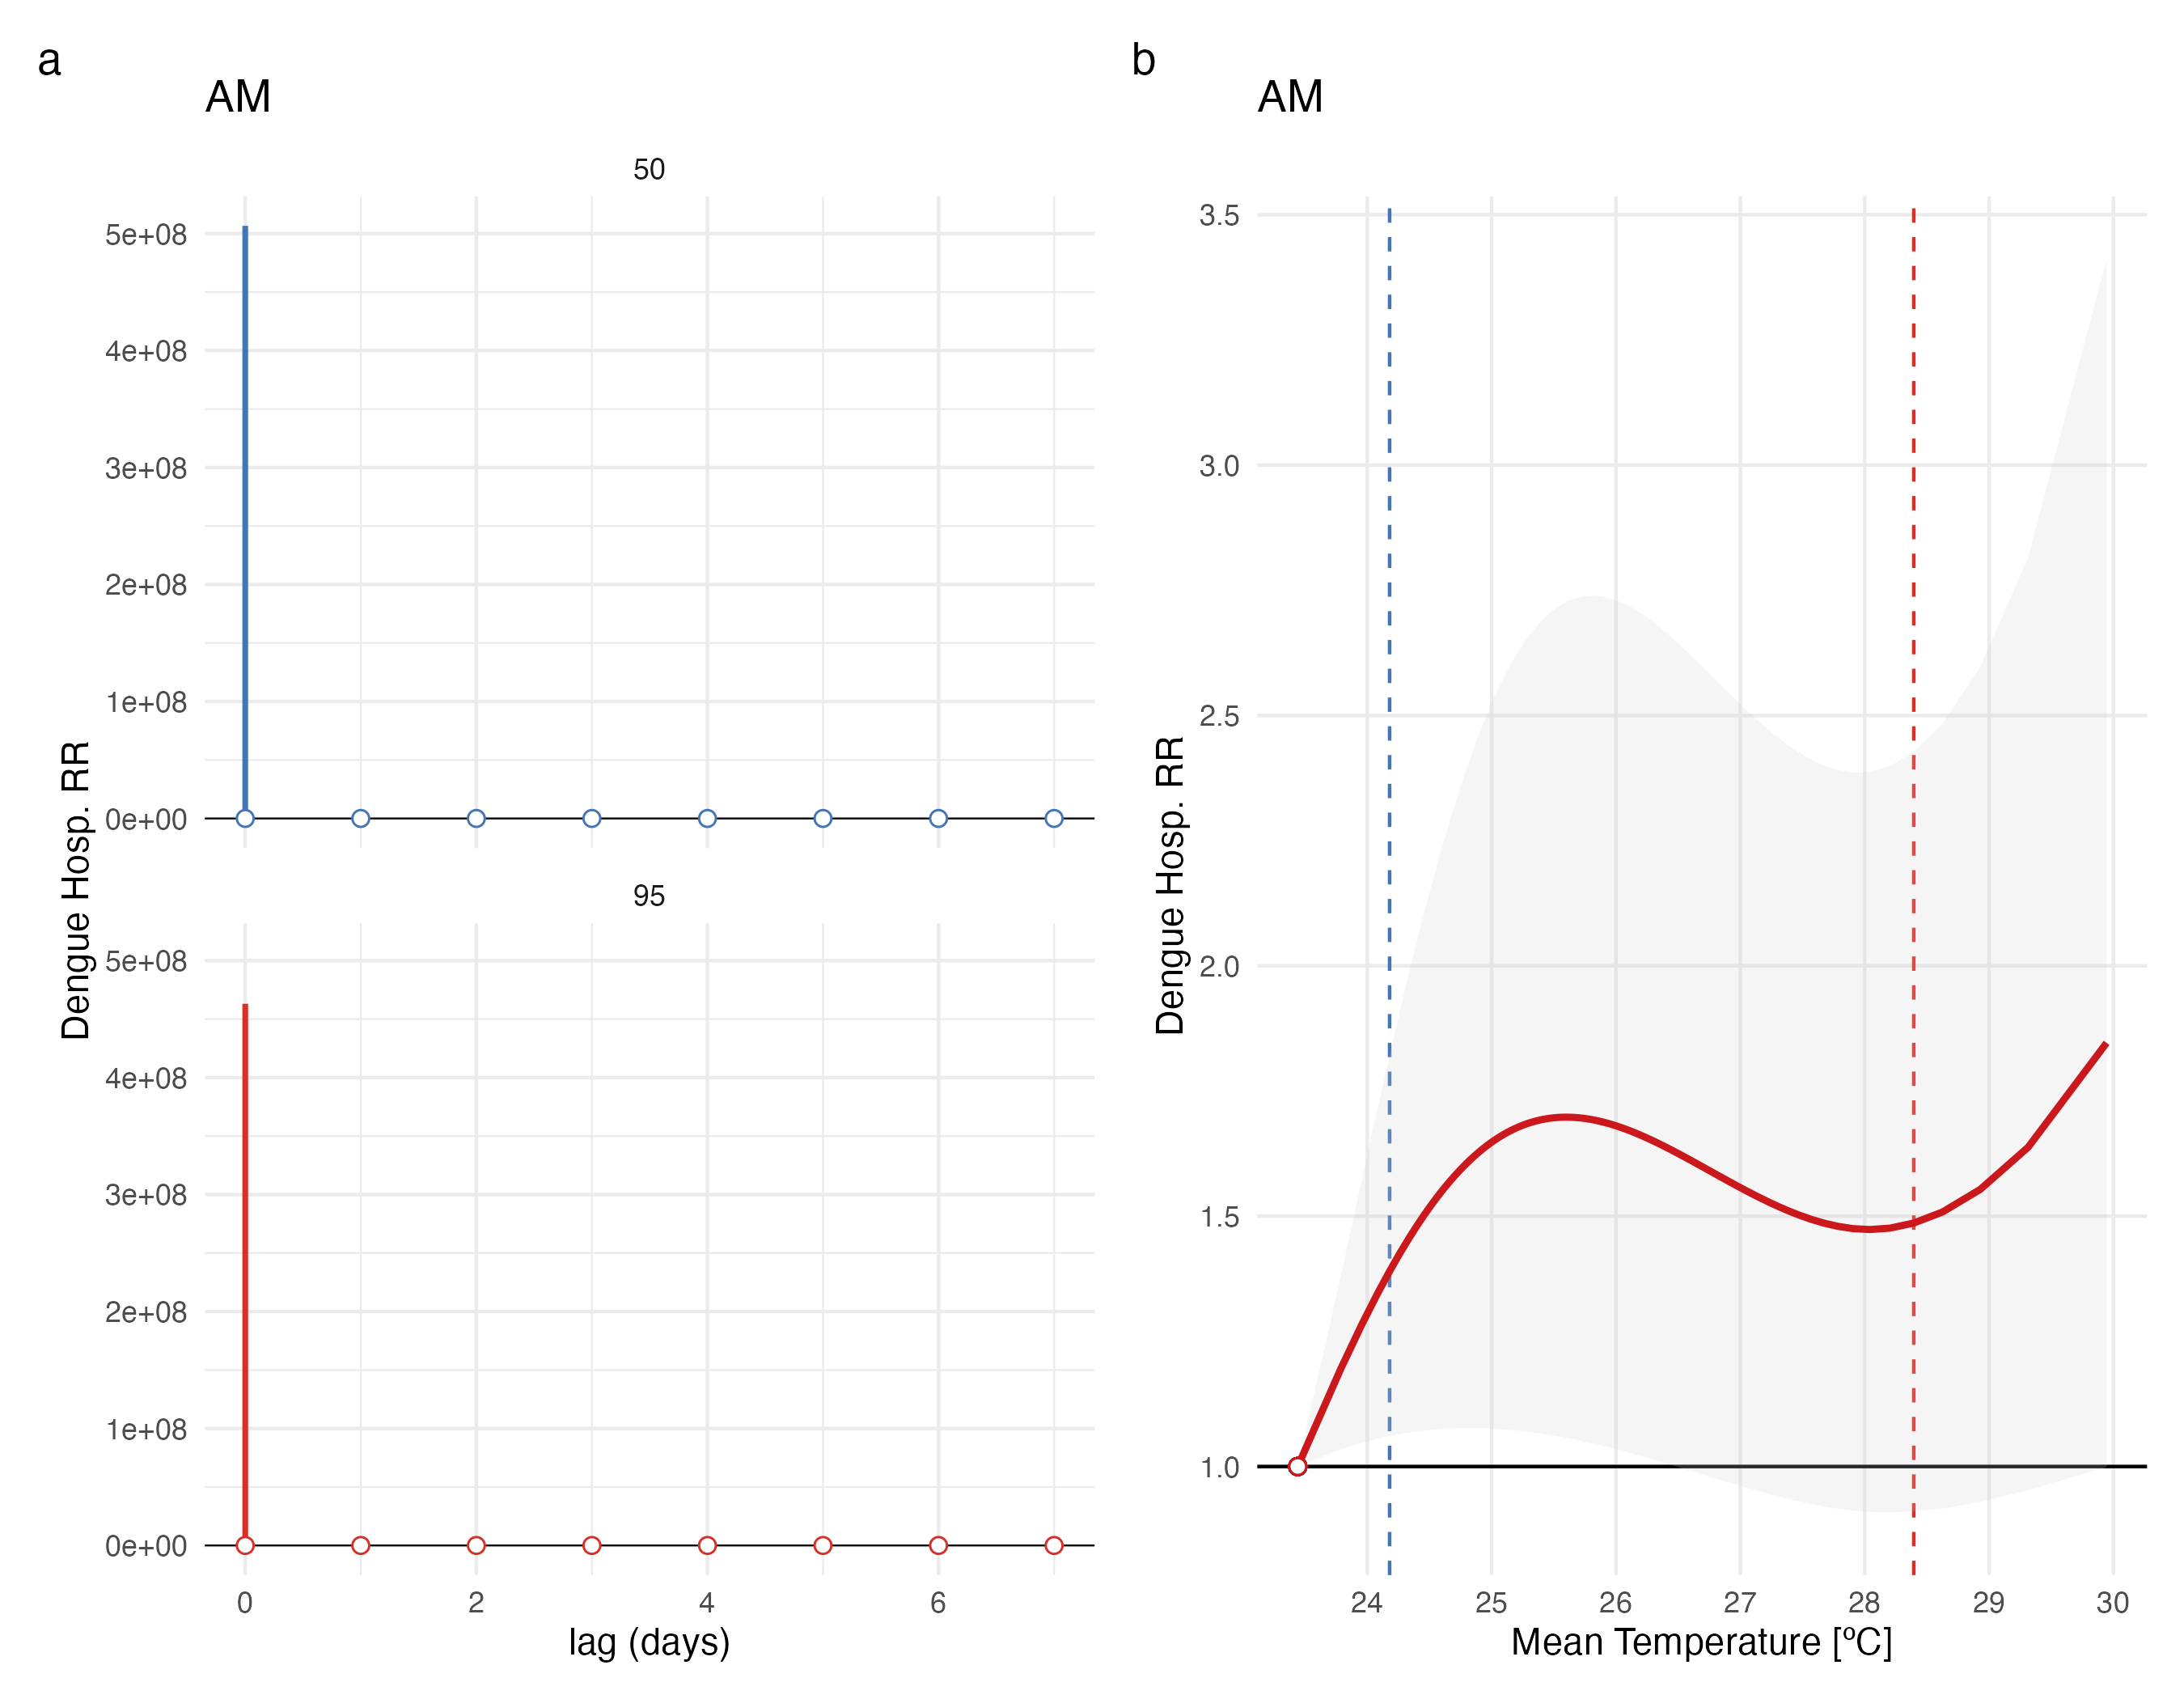 a
AM
50
5e+08
4e+08
3e+08
2e+08
1e+08
0e+00
95
5e+08
4e+08
3e+08
2e+08
1e+08
0e+00
0 2 4 6
lag (days)
Dengue Hosp. RR
b
AM
3.5
3.0
2.5
2.0
1.5
1.0
24 25 26 27 28 29 30
Mean Temperature [ºC]
Dengue Hosp. RR